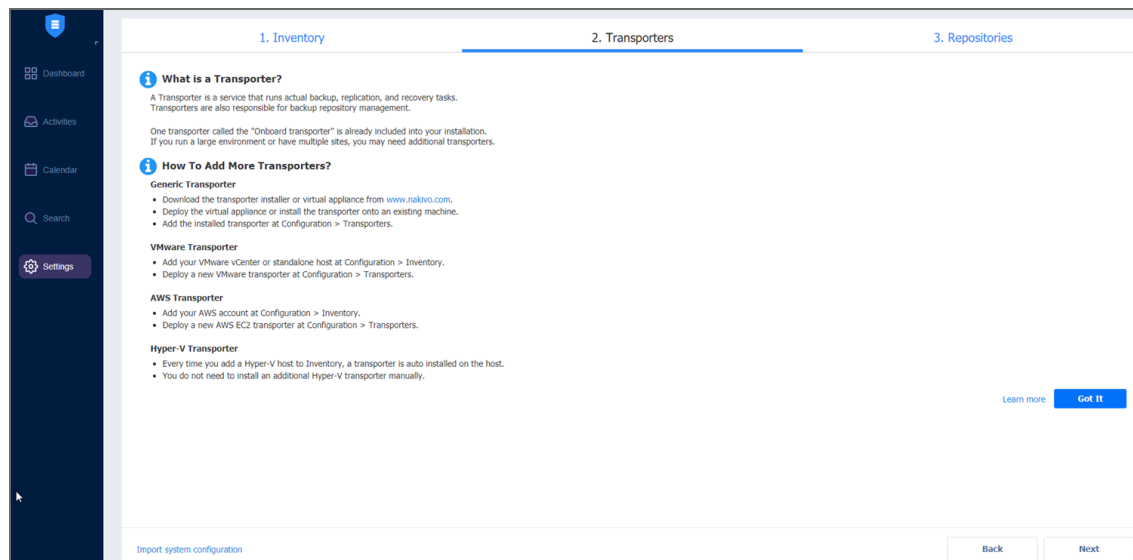 1. Inventory
2. Transporters
3. Repositories
Dashboard
Activities
Calendar
Search
Settings
What is a Transporter?
A Transporter is a service that runs actual backup, replication, and recovery tasks.
Transporters are also responsible for backup repository management.
One transporter called the "Onboard transporter" is already included into your installation.
If you run a large environment or have multiple sites, you may need additional transporters.
How To Add More Transporters?
Generic Transporter
• Download the transporter installer or virtual appliance from www.nakivo.com.
• Deploy the virtual appliance or install the transporter onto an existing machine.
• Add the installed transporter at Configuration > Transporters.
VMware Transporter
• Add your VMware vCenter or standalone host at Configuration > Inventory.
• Deploy a new VMware transporter at Configuration > Transporters.
AWS Transporter
• Add your AWS account at Configuration > Inventory.
• Deploy a new AWS EC2 transporter at Configuration > Transporters.
Hyper-V Transporter
• Every time you add a Hyper-V host to Inventory, a transporter is auto installed on the host.
• You do not need to install an additional Hyper-V transporter manually.
Learn more
Got It
Import system configuration
Back
Next